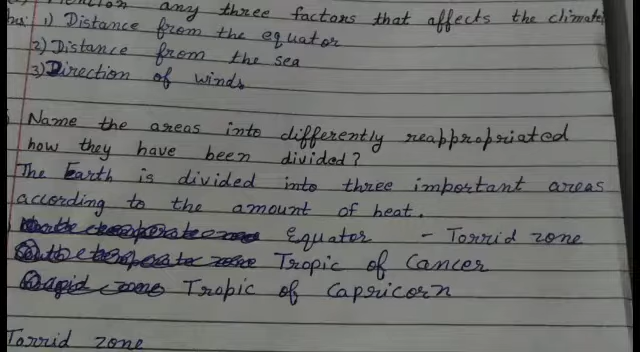 Mention any three factors that affects the climate
Ans: 1) Distance from the equator
2) Distance from the sea
3) Direction of winds
Name the areas into differently reappropriated
how they have been divided?
The Earth is divided into three important areas
according to the amount of heat.
Equator - Torrid zone
Tropic of Cancer
Tropic of Capricorn
Torrid zone